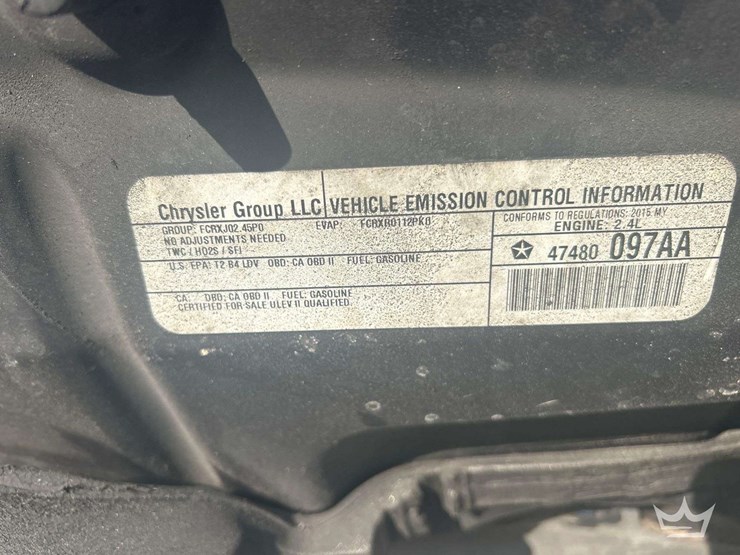 Chrysler Group LLC VEHICLE EMISSION CONTROL INFORMATION
GROUP: FCRXJ02.45P0 EVAP: FCRXR0112PK0
NO ADJUSTMENTS NEEDED
TWC / HO2S / SFI
U.S. EPA: T2 B4 LDV OBD: CA OBD II FUEL: GASOLINE
CA: OBD: CA OBD II FUEL: GASOLINE
CERTIFIED FOR SALE ULEV II QUALIFIED.
CONFORMS TO REGULATIONS: 2015 MY
ENGINE: 2.4L
47480 097AA